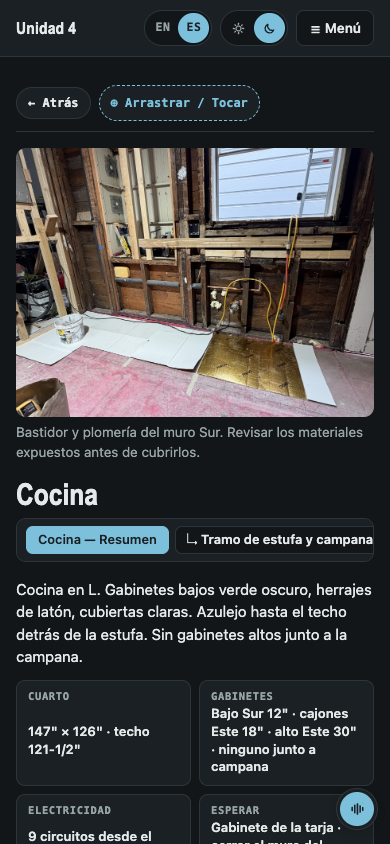 Unidad 4
EN ES
≡ Menú
← Atrás
⊕ Arrastrar / Tocar
Bastidor y plomería del muro Sur. Revisar los materiales
expuestos antes de cubrirlos.
Cocina
Cocina — Resumen
Tramo de estufa y campana
Cocina en L. Gabinetes bajos verde oscuro, herrajes
de latón, cubiertas claras. Azulejo hasta el techo
detrás de la estufa. Sin gabinetes altos junto a la
campana.
CUARTO
147" × 126" · techo
121-1/2"
GABINETES
Bajo Sur 12" · cajones
Este 18" · alto Este 30"
· ninguno junto a
campana
ELECTRICIDAD
9 circuitos desde el
ESPERAR
Gabinete de la tarja ·
cerrar el muro del